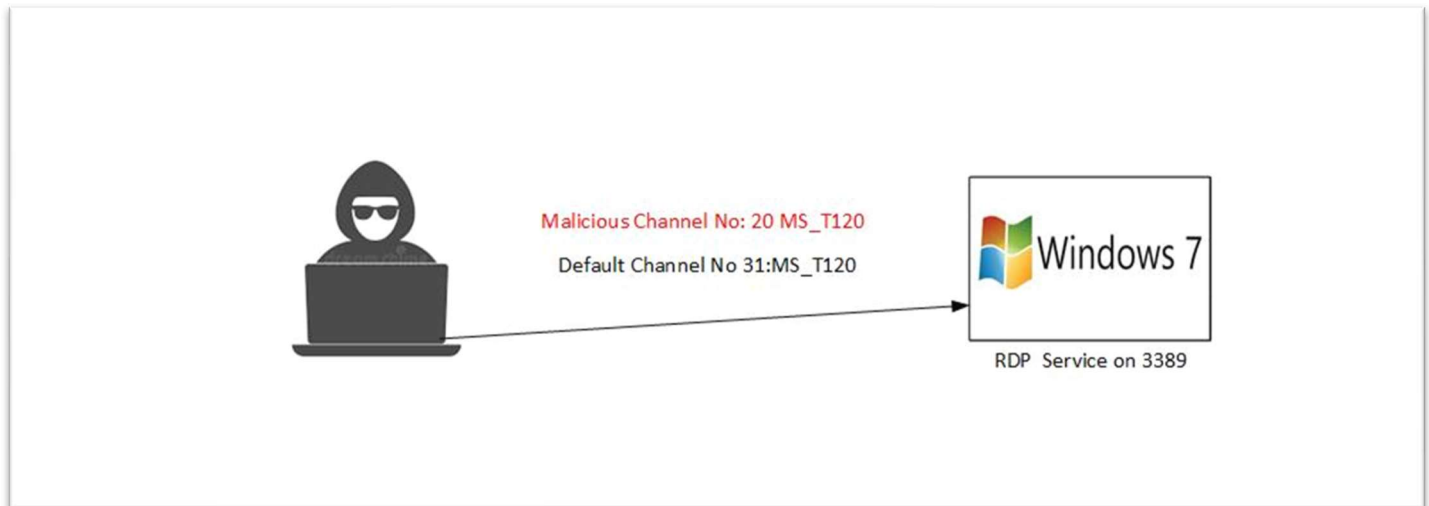 Malicious Channel No: 20 MS_T120
Default Channel No 31:MS_T120
Windows 7
RDP Service on 3389